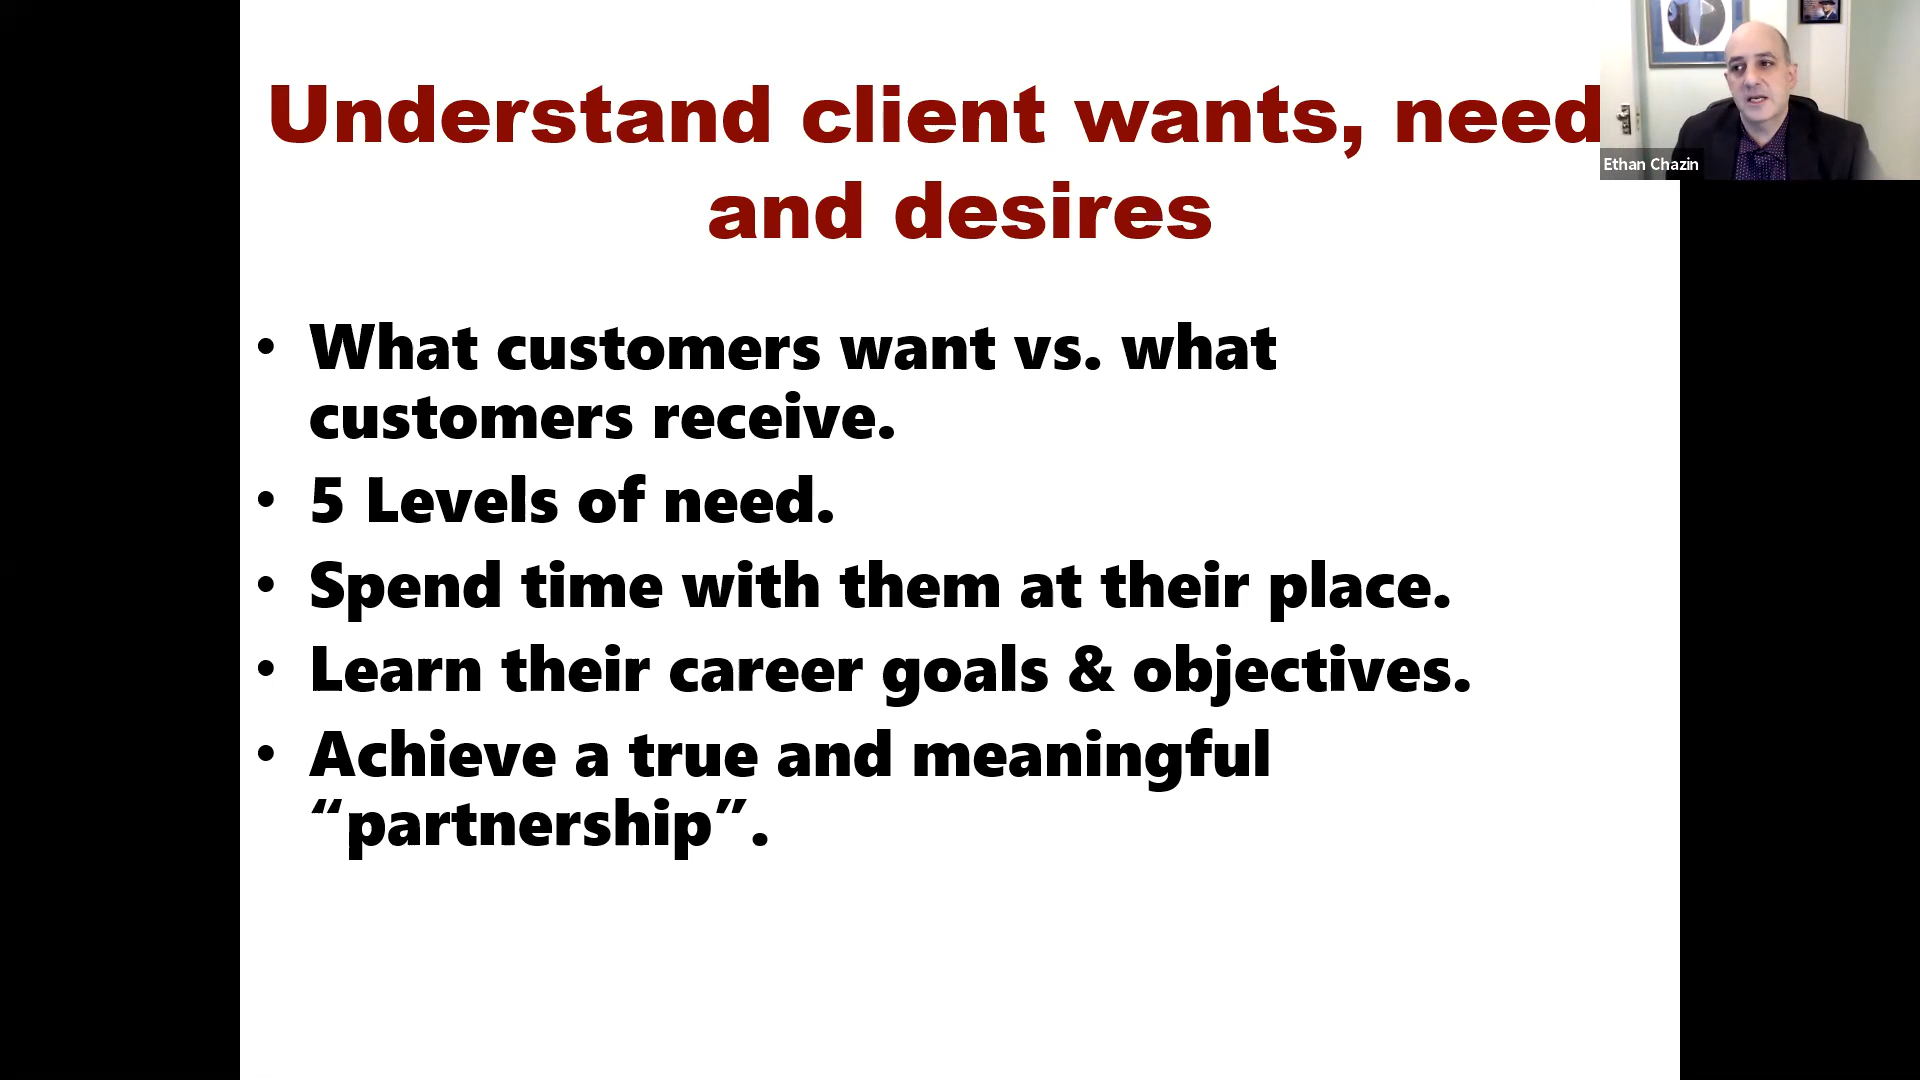 Understand client wants, need
and desires
• What customers want vs. what
customers receive.
• 5 Levels of need.
• Spend time with them at their place.
• Learn their career goals & objectives.
• Achieve a true and meaningful
“partnership”.
Ethan Chazin